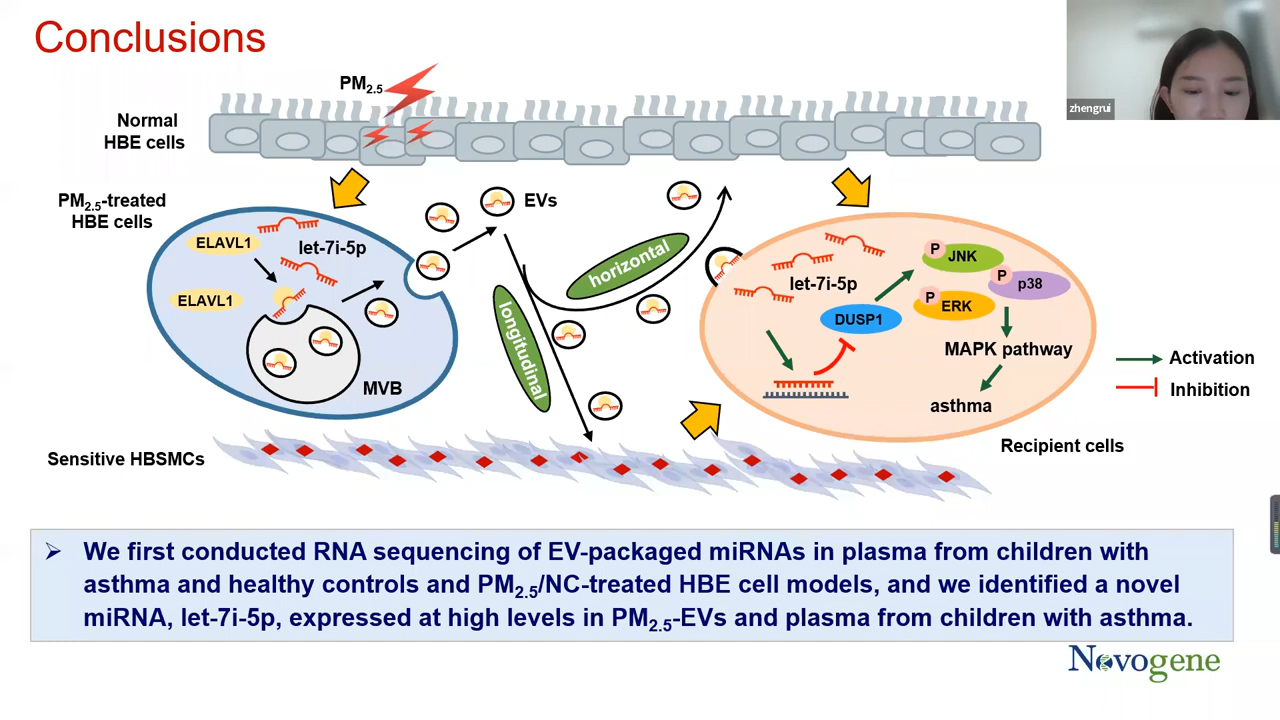 Conclusions
zhengrui
PM2.5
Normal
HBE cells
PM2.5-treated
HBE cells
EVs
ELAVL1
let-7i-5p
ELAVL1
MVB
horizontal
longitudinal
let-7i-5p
DUSP1
P
JNK
P
p38
P
ERK
MAPK pathway
asthma
Activation
Inhibition
Recipient cells
Sensitive HBSMCs
➢ We first conducted RNA sequencing of EV-packaged miRNAs in plasma from children with
asthma and healthy controls and PM2.5/NC-treated HBE cell models, and we identified a novel
miRNA, let-7i-5p, expressed at high levels in PM2.5-EVs and plasma from children with asthma.
Novogene